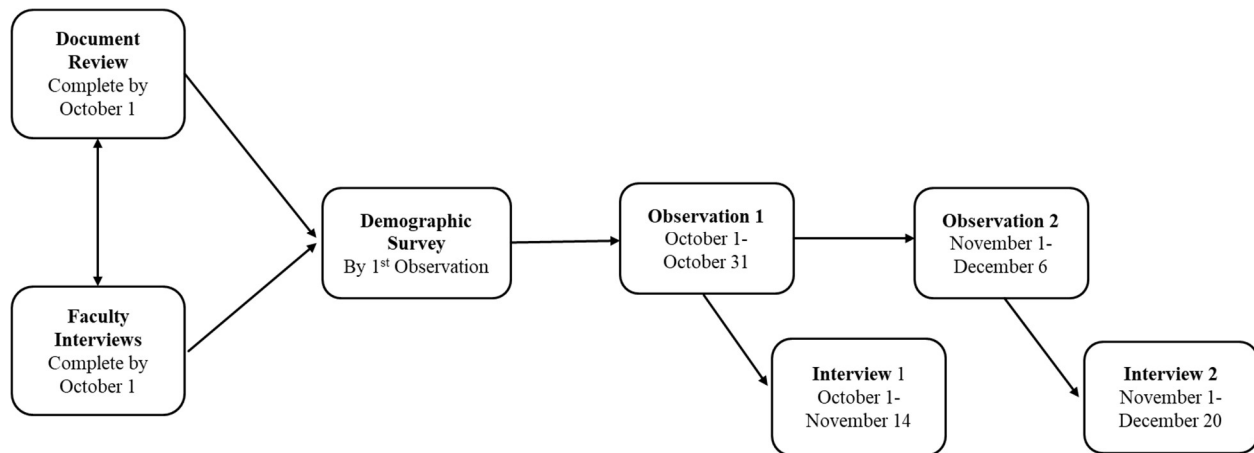 Document
Review
Complete by
October 1
Faculty
Interviews
Complete by
October 1
Demographic
Survey
By 1st Observation
Observation 1
October 1-
October 31
Interview 1
October 1-
November 14
Observation 2
November 1-
December 6
Interview 2
November 1-
December 20